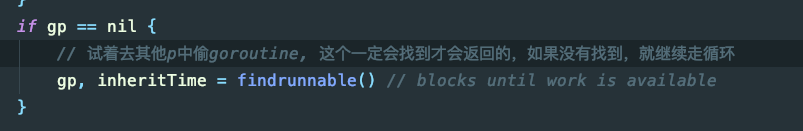 }
if gp == nil {
// 试着去其他p中偷goroutine, 这个一定会找到才会返回的，如果没有找到，就继续走循环
gp, inheritTime = findrunnable() // blocks until work is available
}